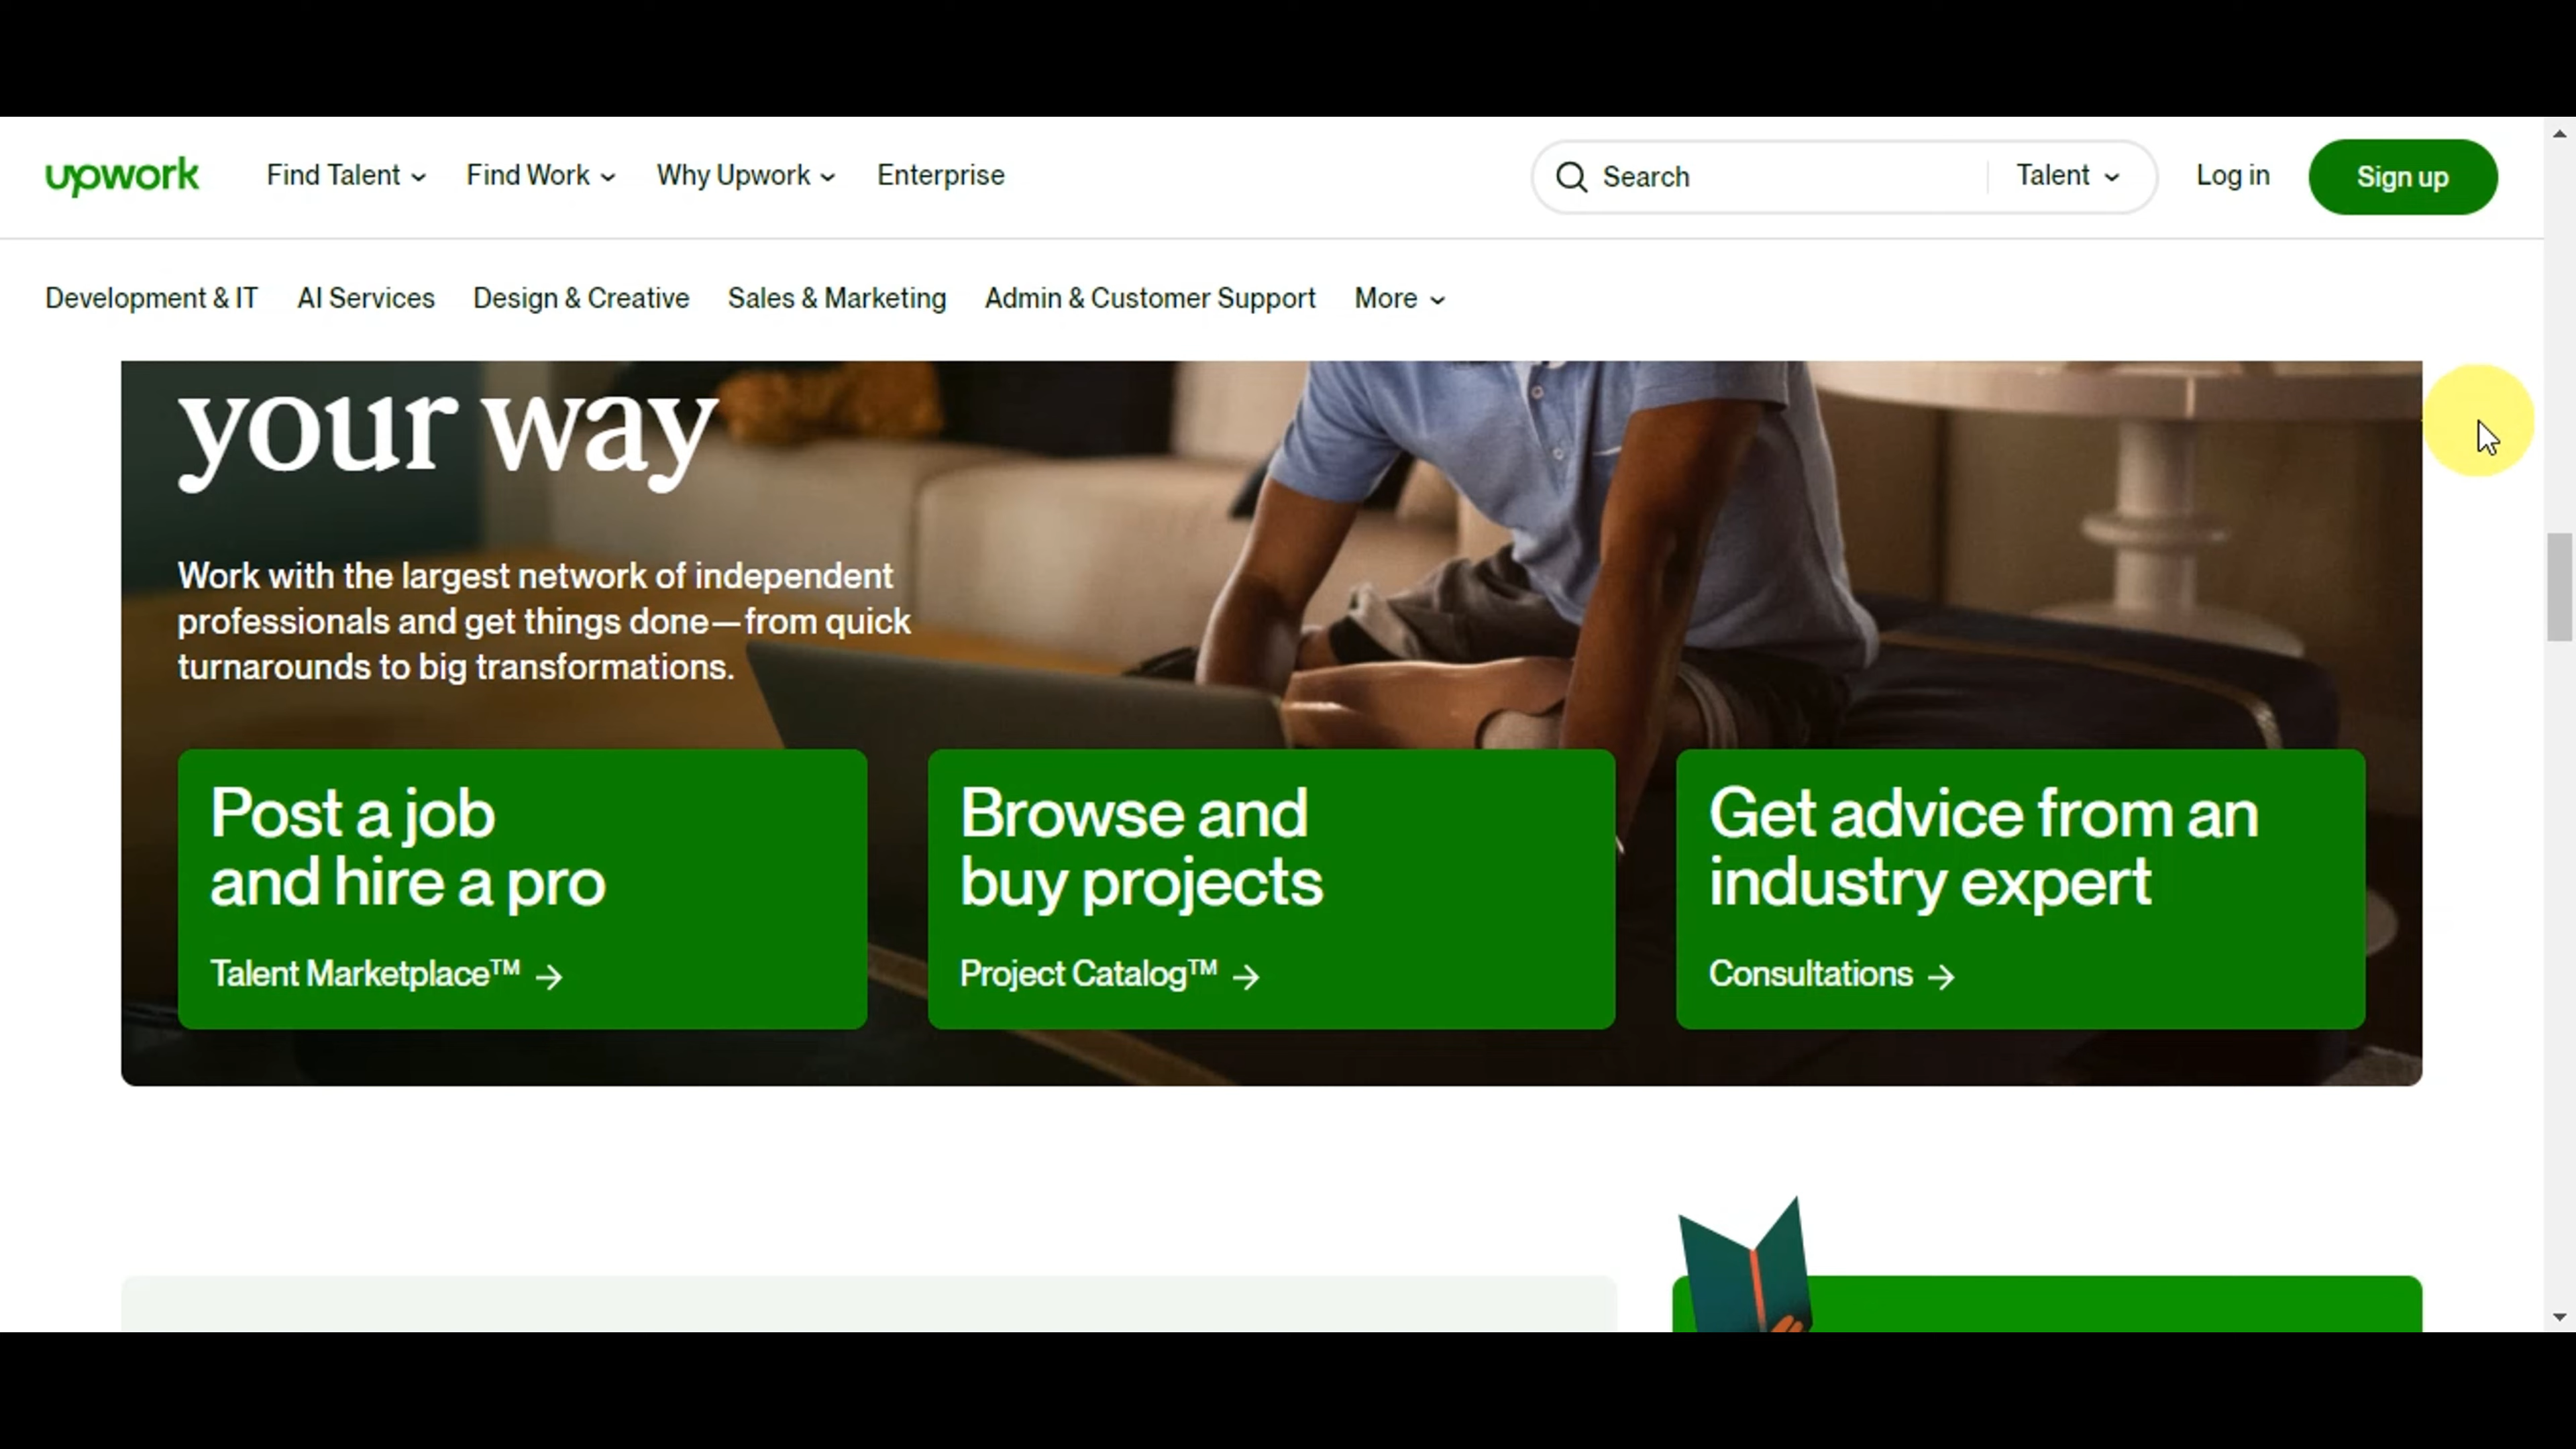 upwork
Find Talent
Find Work
Why Upwork
Enterprise
Search
Talent
Log in
Sign up
Development & IT
AI Services
Design & Creative
Sales & Marketing
Admin & Customer Support
More
your way
Work with the largest network of independent
professionals and get things done—from quick
turnarounds to big transformations.
Post a job
and hire a pro
Talent Marketplace™ →
Browse and
buy projects
Project Catalog™ →
Get advice from an
industry expert
Consultations →